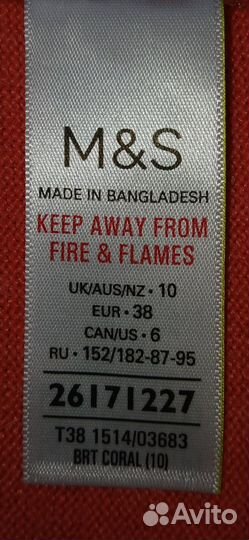 M&S
MADE IN BANGLADESH
KEEP AWAY FROM
FIRE & FLAMES
UK/AUS/NZ • 10
EUR • 38
CAN/US • 6
RU • 152/182-87-95
26171227
T38 1514/03683
BRT CORAL (10)
Avito